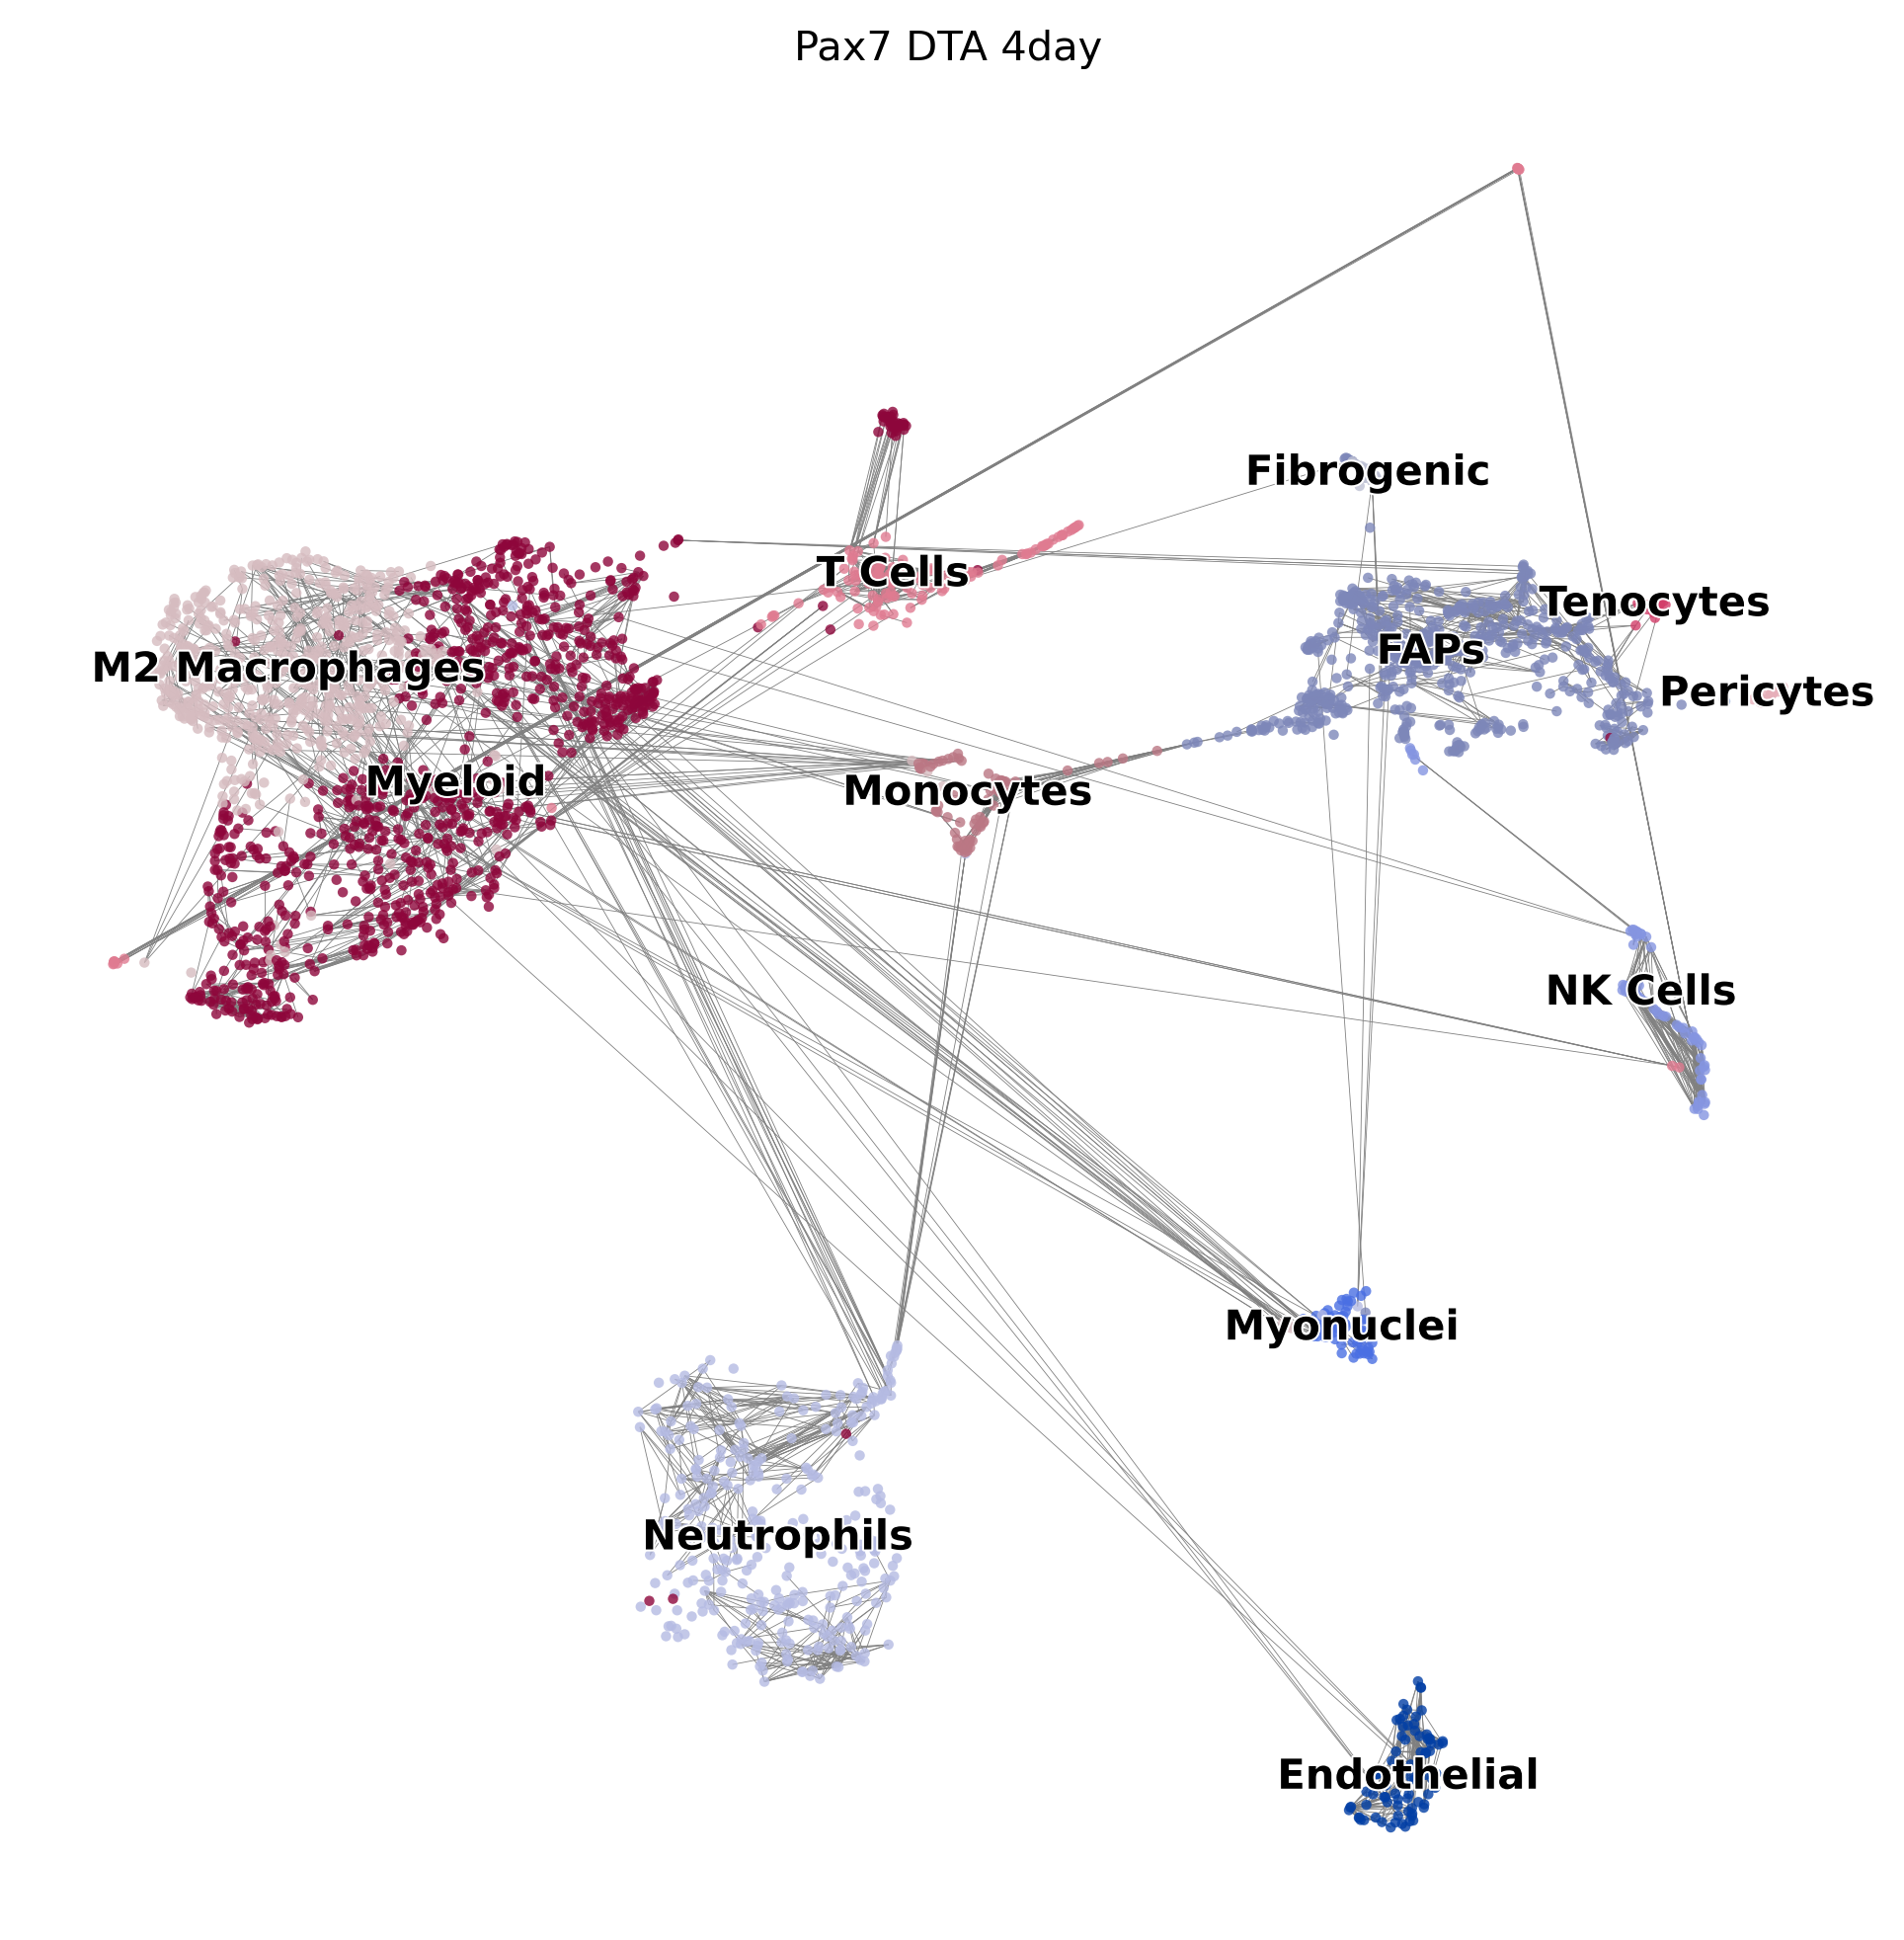 Pax7 DTA 4day
Fibrogenic
T Cells
Tenocytes
FAPs
M2 Macrophages
Pericytes
Myeloid
Monocytes
NK Cells
Myonuclei
Neutrophils
Endothelial